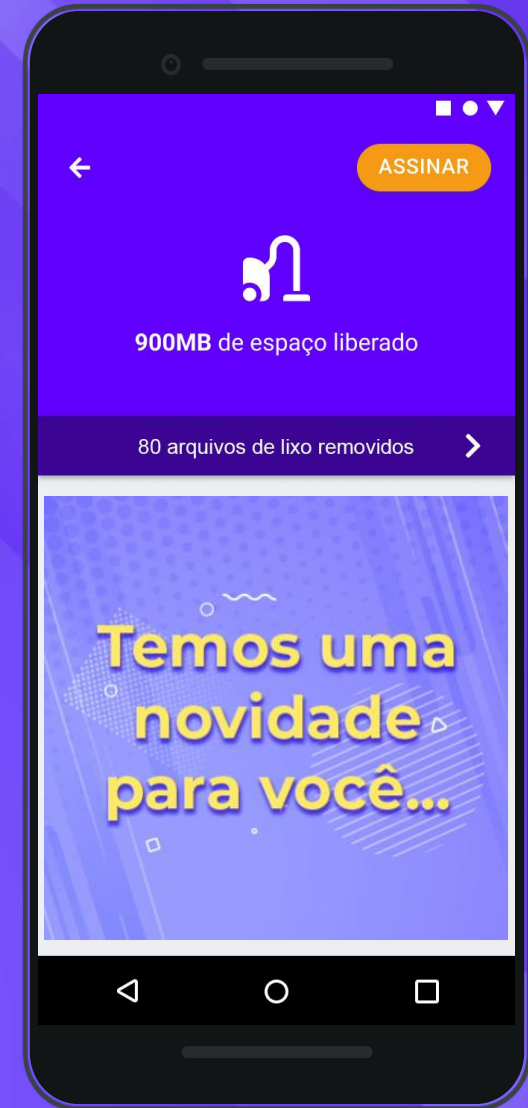 ASSINAR
900MB de espaço liberado
80 arquivos de lixo removidos
Temos uma
novidade
para você...